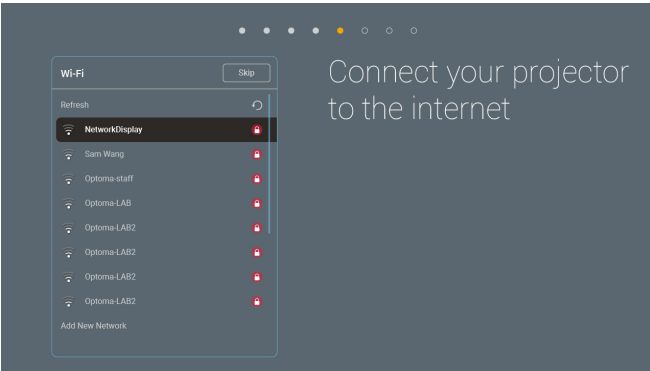 Wi-Fi
Skip
Refresh
NetworkDisplay
Sam Wang
Optoma-staff
Optoma-LAB
Optoma-LAB2
Optoma-LAB2
Optoma-LAB2
Optoma-LAB2
Add New Network
Connect your projector
to the internet